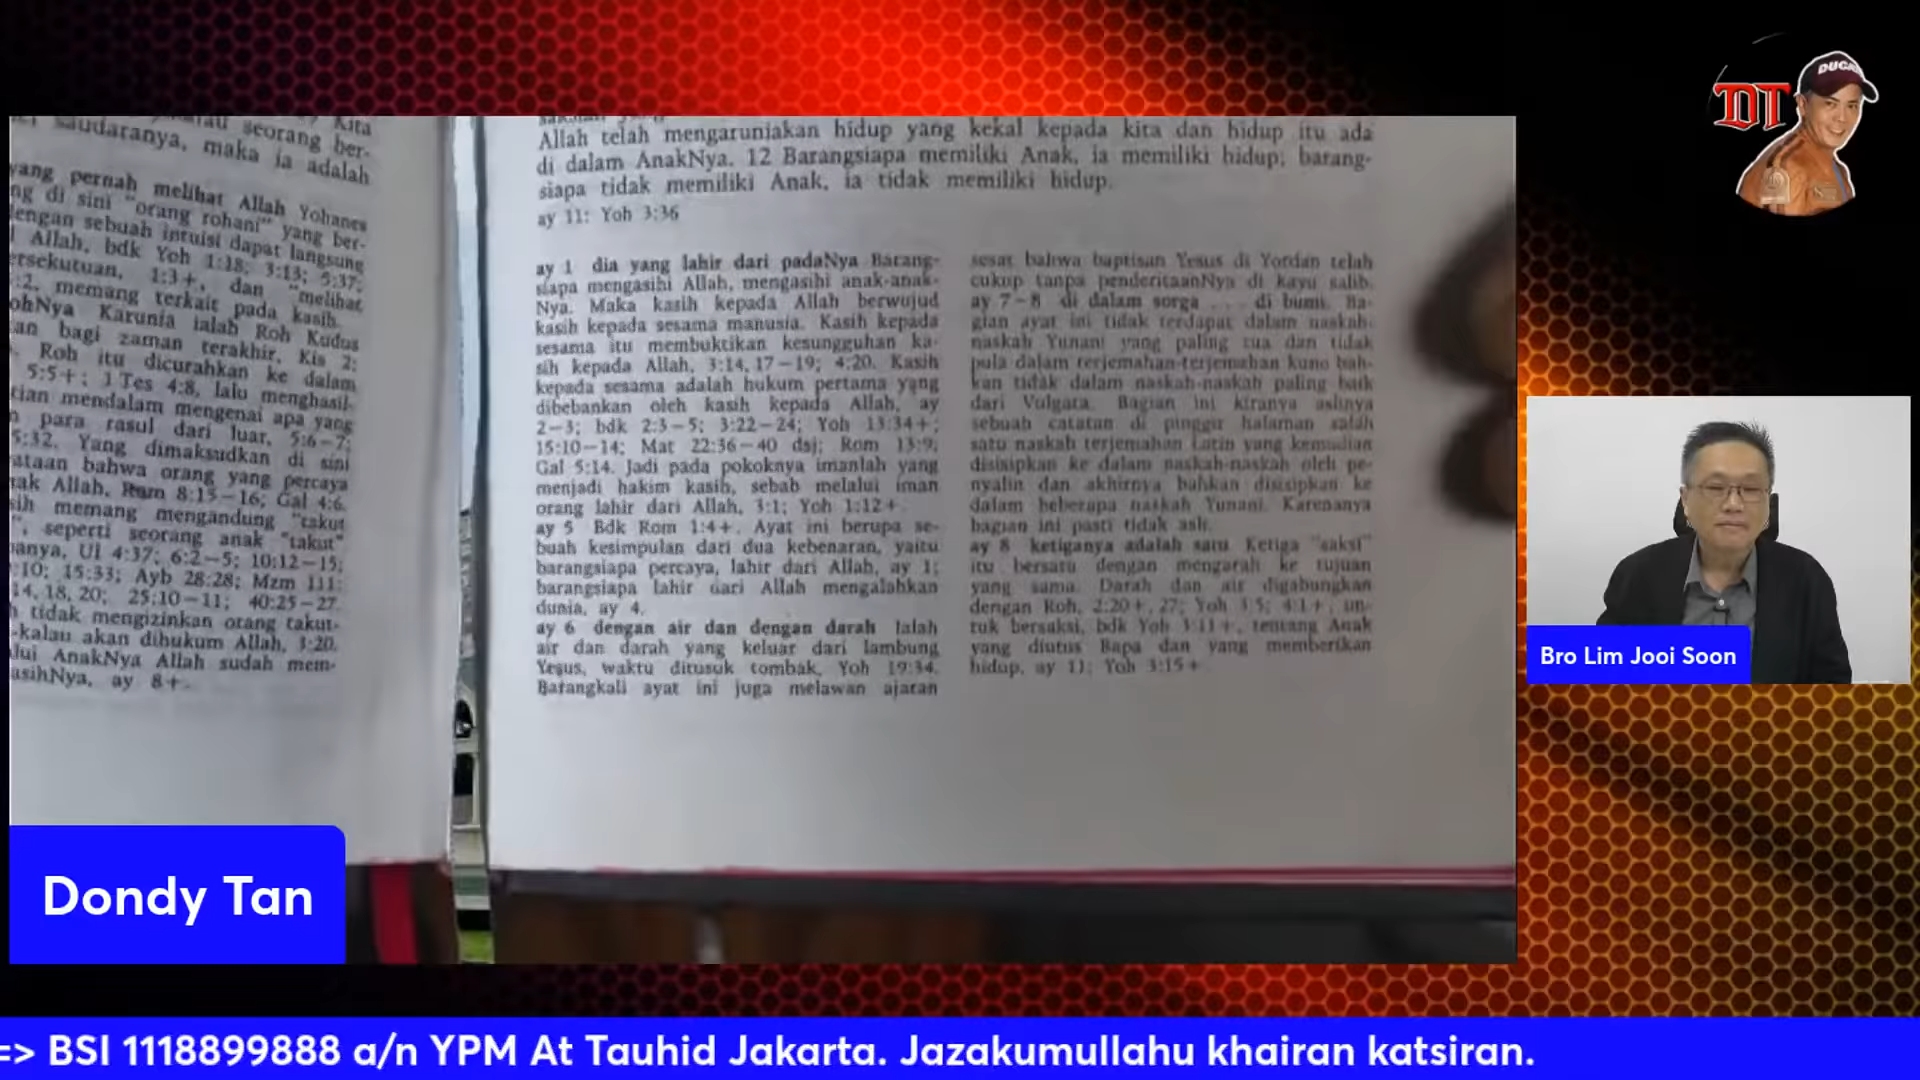 Kita
atau seorang ber-
saudaranya, maka ia adalah
yang pernah melihat Allah Yohanes
di sini "orang rohani" yang ber-
dengan sebuah intuisi dapat langsung
Allah, bdk Yoh 1:18; 3:13; 5:37;
1:3+, dan "melihat
memang terkait pada kasih.
Karunia ialah Roh Kudus
bagi zaman terakhir, Kis 2:
Roh itu dicurahkan ke dalam
5:5+; 1 Tes 4:8, lalu menghasil-
mendalam mengenai apa yang
para rasul dari luar, 5:6-7;
5:32. Yang dimaksudkan di sini
bahwa orang yang percaya
Allah, Rom 8:15-16; Gal 4:6.
memang mengandung "takut
", seperti seorang anak "takut"
Ul 4:37; 6:2-5; 10:12-15;
:10; 15:33; Ayb 28:28; Mzm 111:
14, 18, 20; 25:10-11; 40:25-27.
tidak mengizinkan orang takut-
-kalau akan dihukum Allah, 3:20.
AnakNya Allah sudah mem-
ay 8+.
Allah telah mengaruniakan hidup yang kekal kepada kita dan hidup itu ada
di dalam AnakNya. 12 Barangsiapa memiliki Anak, ia memiliki hidup; barang-
siapa tidak memiliki Anak, ia tidak memiliki hidup.
ay 11: Yoh 3:36
ay 1 dia yang lahir dari padaNya Barang-
siapa mengasihi Allah, mengasihi anak-anak-
Nya. Maka kasih kepada Allah berwujud
kasih kepada sesama manusia. Kasih kepada
sesama itu membuktikan kesungguhan ka-
sih kepada Allah, 3:14, 17-19; 4:20. Kasih
kepada sesama adalah hukum pertama yang
dibebankan oleh kasih kepada Allah, ay
2-3; bdk 2:3-5; 3:22-24; Yoh 13:34+;
15:10-14; Mat 22:36-40 dsj; Rom 13:9;
Gal 5:14. Jadi pada pokoknya imanlah yang
menjadi hakim kasih, sebab melalui iman
orang lahir dari Allah, 3:1; Yoh 1:12+.
ay 5 Bdk Rom 1:4+. Ayat ini berupa se-
buah kesimpulan dari dua kebenaran, yaitu
barangsiapa percaya, lahir dari Allah, ay 1;
barangsiapa lahir dari Allah mengalahkan
dunia, ay 4.
ay 6 dengan air dan dengan darah Ialah
air dan darah yang keluar dari lambung
Yesus, waktu ditusuk tombak, Yoh 19:34.
Barangkali ayat ini juga melawan ajaran
sesat bahwa baptisan Yesus di Yordan telah
cukup tanpa penderitaanNya di kayu salib.
ay 7-8 di dalam sorga . . . di bumi. Ba-
gian ayat ini tidak terdapat dalam naskah-
naskah Yunani yang paling tua dan tidak
pula dalam terjemahan-terjemahan kuno bah-
kan tidak dalam naskah-naskah paling baik
dari Vulgata. Bagian ini kiranya aslinya
sebuah catatan di pinggir halaman salah
satu naskah terjemahan Latin yang kemudian
disisipkan ke dalam naskah-naskah oleh pe-
nyalin dan akhirnya bahkan disisipkan ke
dalam beberapa naskah Yunani. Karenanya
bagian ini pasti tidak asli.
ay 8 ketiganya adalah satu Ketiga "saksi"
itu bersatu dengan mengarah ke tujuan
yang sama. Darah dan air digabungkan
dengan Roh, 2:20+, 27; Yoh 3:5; 4:1+, un-
tuk bersaksi, bdk Yoh 3:11+, tentang Anak
yang diutus Bapa dan yang memberikan
hidup, ay 11; Yoh 3:15+.
Dondy Tan
DT
Bro Lim Jooi Soon
=> BSI 1118899888 a/n YPM At Tauhid Jakarta. Jazakumullahu khairan katsiran.